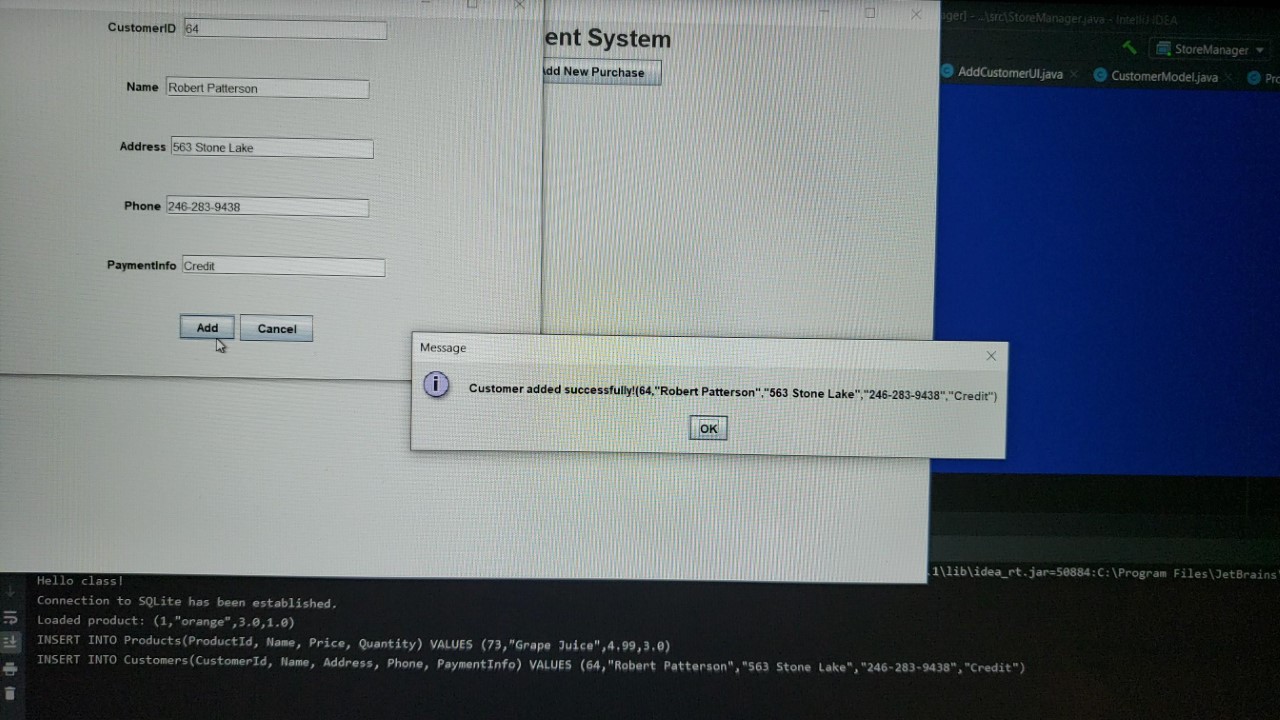 CustomerID 64
Name Robert Patterson
Address 563 Stone Lake
Phone 246-283-9438
PaymentInfo Credit
Add Cancel
ent System
dd New Purchase
Message
Customer added successfully!(64,"Robert Patterson","563 Stone Lake","246-283-9438","Credit")
OK
ager] - ...\src\StoreManager.java - IntelliJ IDEA
StoreManager
AddCustomerUI.java CustomerModel.java Pro
.1\lib\idea_rt.jar=50884:C:\Program Files\JetBrains\
Hello class!
Connection to SQLite has been established.
Loaded product: (1,"orange",3.0,1.0)
INSERT INTO Products(ProductId, Name, Price, Quantity) VALUES (73,"Grape Juice",4.99,3.0)
INSERT INTO Customers(CustomerId, Name, Address, Phone, PaymentInfo) VALUES (64,"Robert Patterson","563 Stone Lake","246-283-9438","Credit")